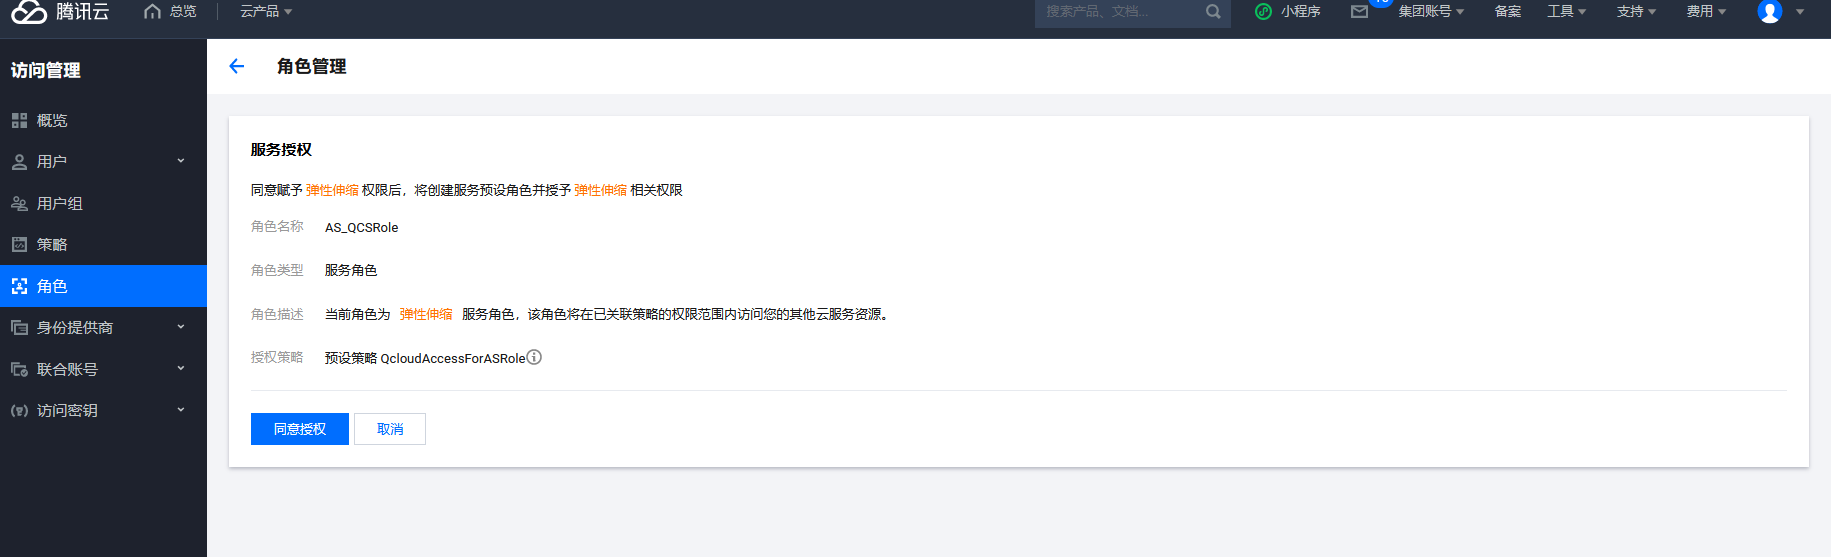 腾讯云 总览 云产品 搜索产品、文档... 小程序 集团账号 备案 工具 支持 费用
访问管理
概览
用户
用户组
策略
角色
身份提供商
联合账号
访问密钥
角色管理
服务授权
同意赋予 弹性伸缩 权限后，将创建服务预设角色并授予 弹性伸缩 相关权限
角色名称 AS_QCSRole
角色类型 服务角色
角色描述 当前角色为 弹性伸缩 服务角色，该角色将在已关联策略的权限范围内访问您的其他云服务资源。
授权策略 预设策略 QcloudAccessForASRole
同意授权 取消